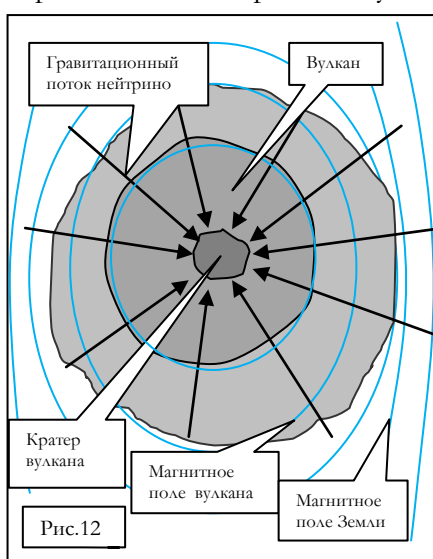 Гравитационный
поток нейтрино
Вулкан
Кратер
вулкана
Магнитное
поле вулкана
Магнитное
поле Земли
Рис.12